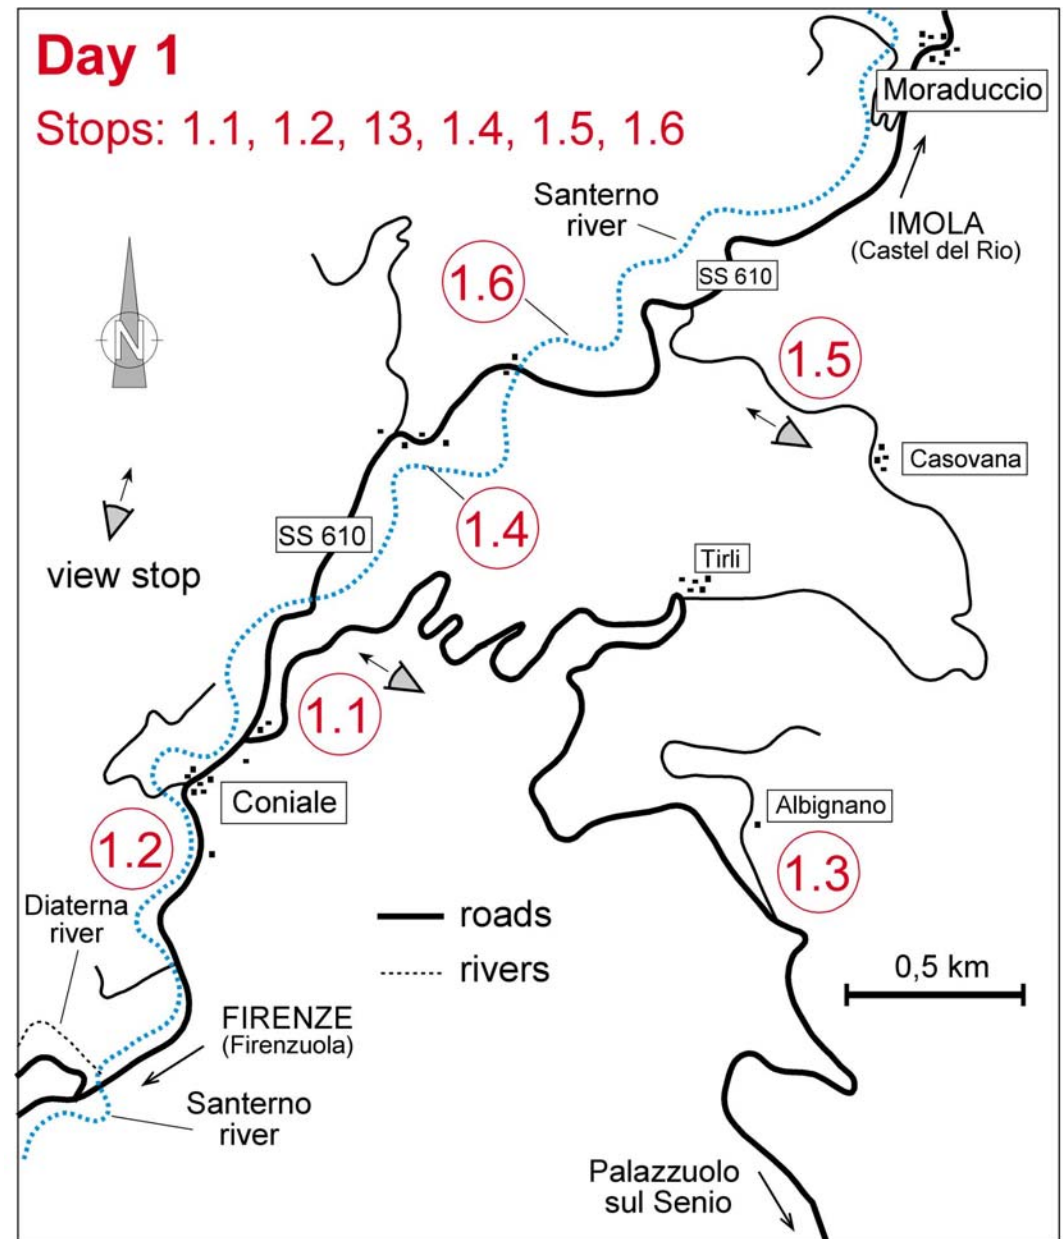 Day 1
Stops: 1.1, 1.2, 13, 1.4, 1.5, 1.6
Moraduccio
Santerno
river
IMOLA
(Castel del Rio)
SS 610
1.6
N
1.5
Casovana
SS 610
1.4
view stop
Tirli
1.1
Coniale
Albignano
1.2
1.3
Diaterna
river
roads
rivers
0,5 km
FIRENZE
(Firenzuola)
Santerno
river
Palazzuolo
sul Senio